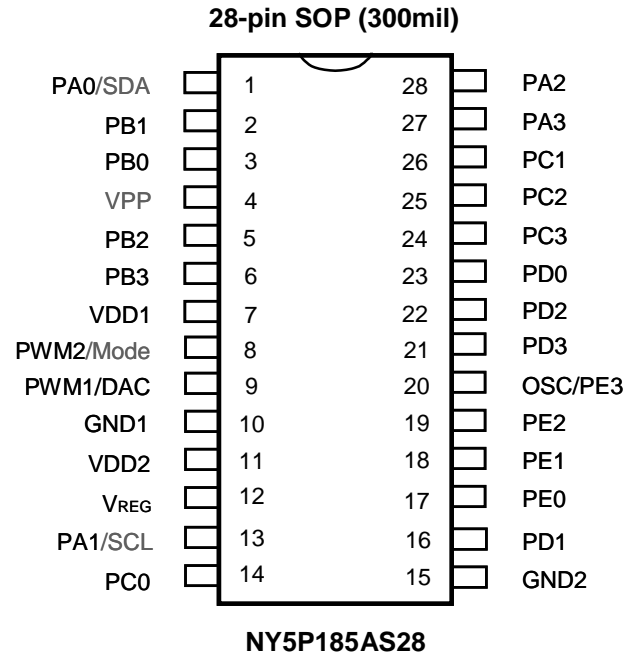 28-pin SOP (300mil)
PA0/SDA 1 28 PA2
PB1 2 27 PA3
PB0 3 26 PC1
VPP 4 25 PC2
PB2 5 24 PC3
PB3 6 23 PD0
VDD1 7 22 PD2
PWM2/Mode 8 21 PD3
PWM1/DAC 9 20 OSC/PE3
GND1 10 19 PE2
VDD2 11 18 PE1
VREG 12 17 PE0
PA1/SCL 13 16 PD1
PC0 14 15 GND2
NY5P185AS28